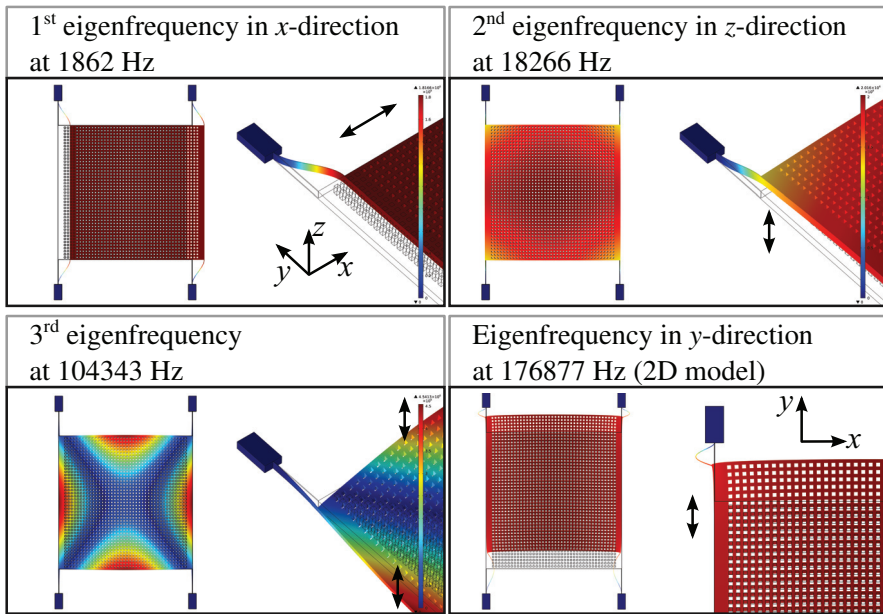 1st eigenfrequency in x-direction
at 1862 Hz
z
y
x
2nd eigenfrequency in z-direction
at 18266 Hz
3rd eigenfrequency
at 104343 Hz
Eigenfrequency in y-direction
at 176877 Hz (2D model)
y
x